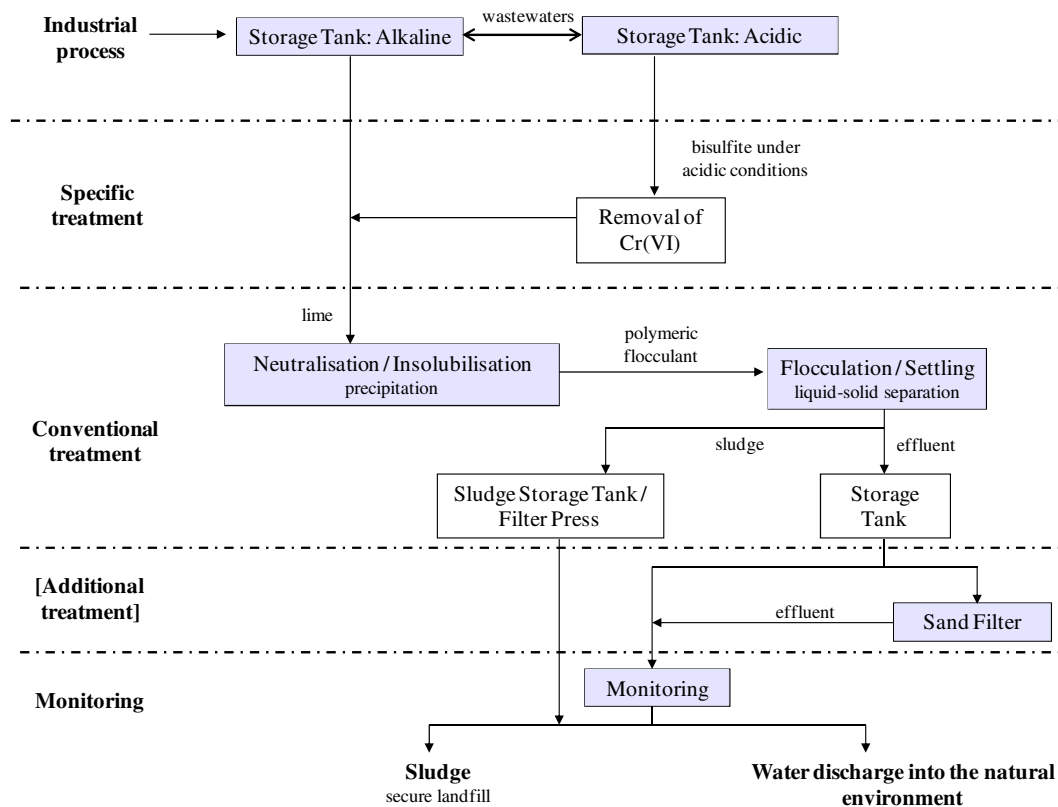 Industrial
process
wastewaters
Storage Tank: Alkaline
Storage Tank: Acidic
Specific
treatment
bisulfite under
acidic conditions
Removal of
Cr(VI)
lime
Neutralisation / Insolubilisation
precipitation
polymeric
flocculant
Flocculation / Settling
liquid-solid separation
Conventional
treatment
sludge
effluent
Sludge Storage Tank /
Filter Press
Storage
Tank
[Additional
treatment]
effluent
Sand Filter
Monitoring
Monitoring
Sludge
secure landfill
Water discharge into the natural
environment